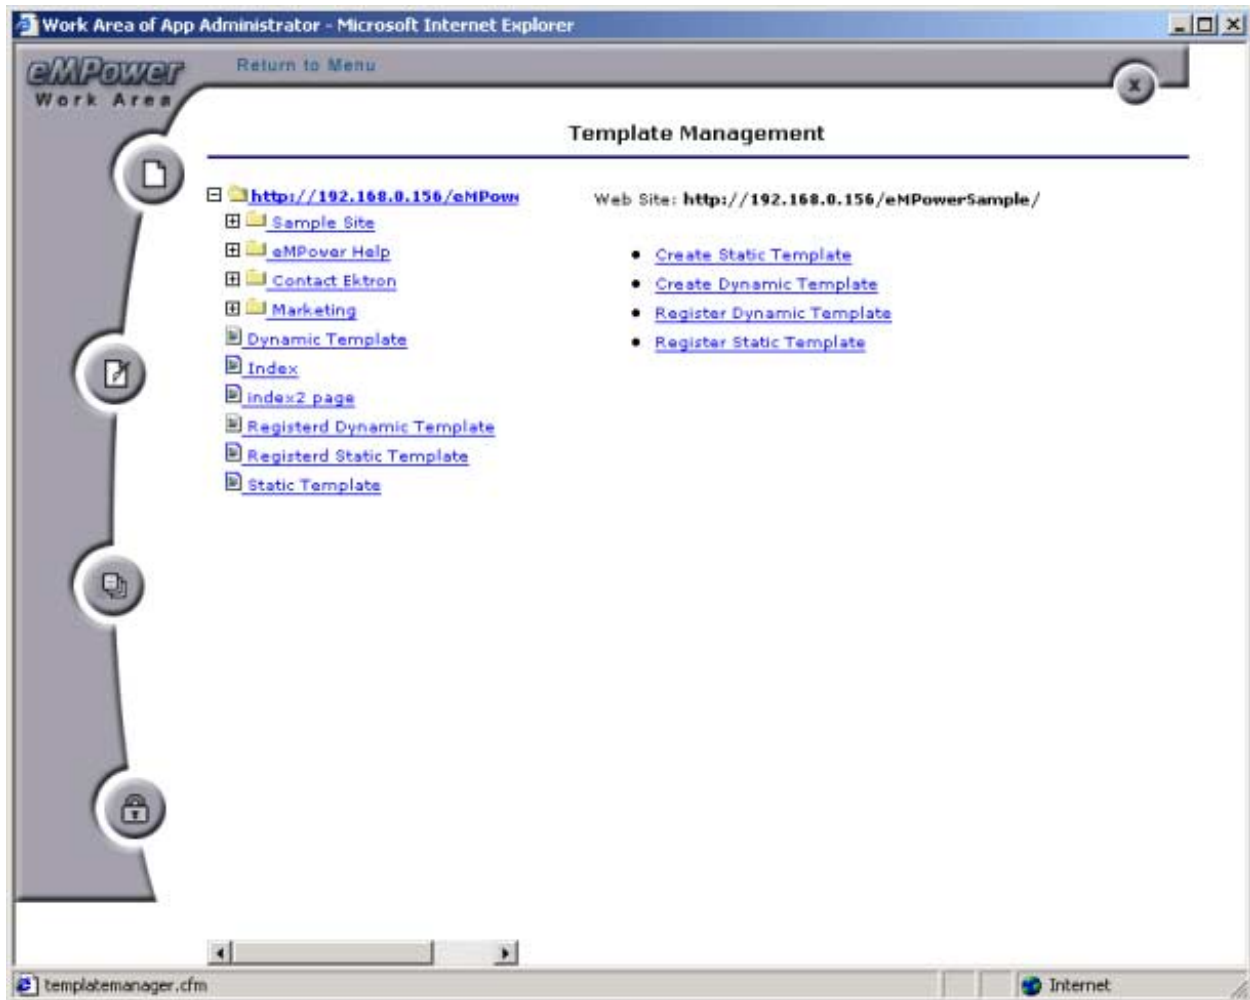 Work Area of App Administrator - Microsoft Internet Explorer
eMPower
Return to Menu
Work Area
x
Template Management
http://192.168.0.156/eMPowe
Sample Site
eMPower Help
Contact Ektron
Marketing
Dynamic Template
Index
index2 page
Registerd Dynamic Template
Registerd Static Template
Static Template
Web Site: http://192.168.0.156/eMPowerSample/
Create Static Template
Create Dynamic Template
Register Dynamic Template
Register Static Template
templatemanager.cfm
Internet